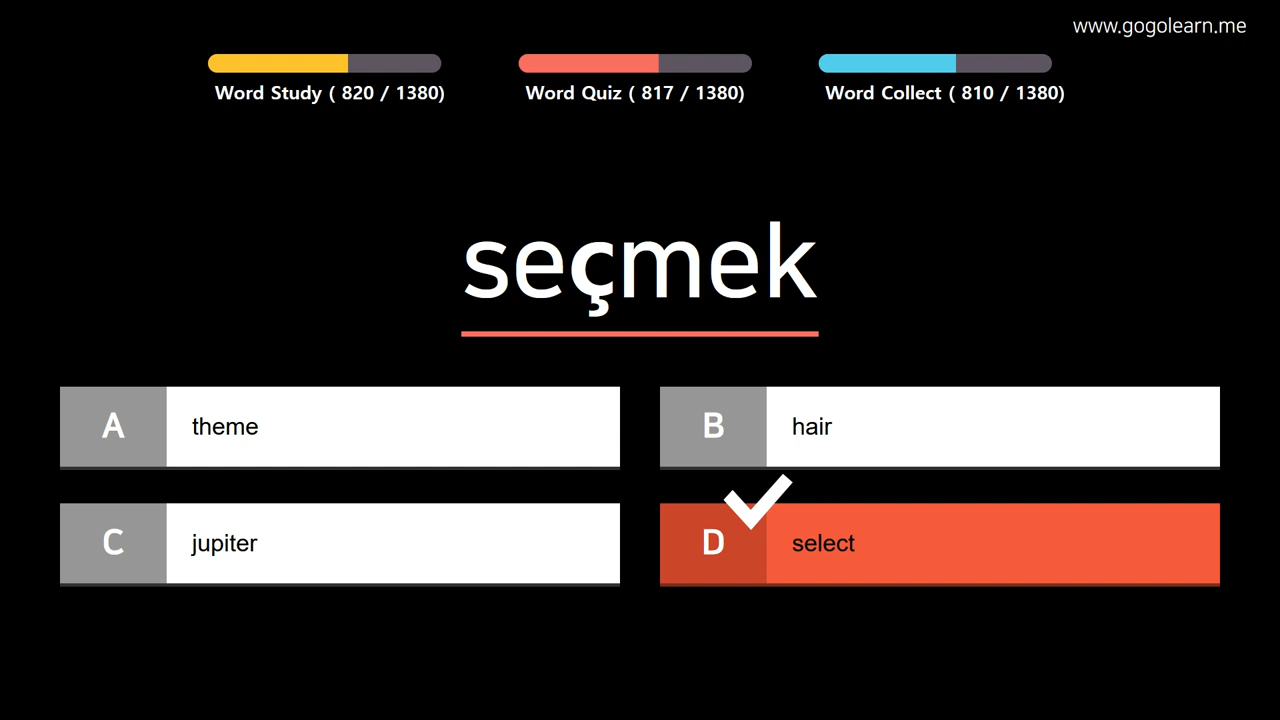 www.gogolearn.me
Word Study ( 820 / 1380)
Word Quiz ( 817 / 1380)
Word Collect ( 810 / 1380)
seçmek
A
theme
B
hair
C
jupiter
D
select